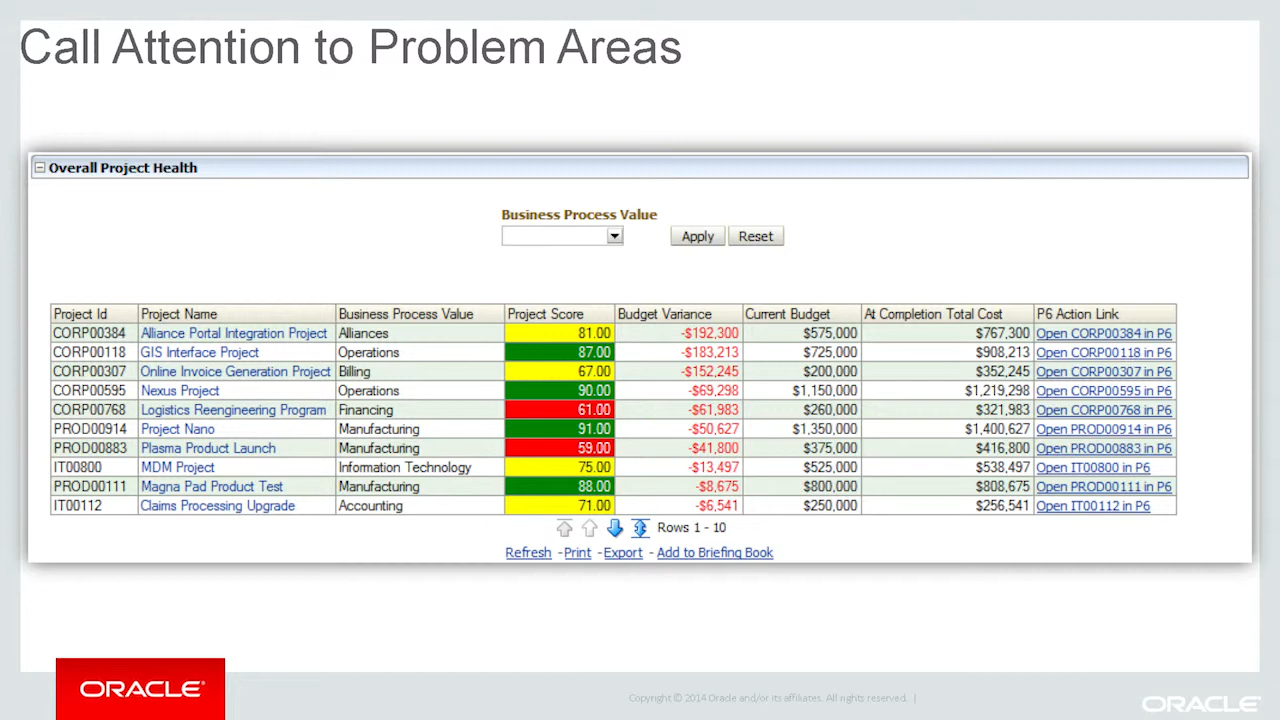 Call Attention to Problem Areas
Overall Project Health
Business Process Value
Apply Reset
Project Id Project Name Business Process Value Project Score Budget Variance Current Budget At Completion Total Cost P6 Action Link
CORP00384 Alliance Portal Integration Project Alliances 81.00 -$192,300 $575,000 $767,300 Open CORP00384 in P6
CORP00118 GIS Interface Project Operations 87.00 -$183,213 $725,000 $908,213 Open CORP00118 in P6
CORP00307 Online Invoice Generation Project Billing 67.00 -$152,245 $200,000 $352,245 Open CORP00307 in P6
CORP00595 Nexus Project Operations 90.00 -$69,298 $1,150,000 $1,219,298 Open CORP00595 in P6
CORP00768 Logistics Reengineering Program Financing 61.00 -$61,983 $260,000 $321,983 Open CORP00768 in P6
PROD00914 Project Nano Manufacturing 91.00 -$50,627 $1,350,000 $1,400,627 Open PROD00914 in P6
PROD00883 Plasma Product Launch Manufacturing 59.00 -$41,800 $375,000 $416,800 Open PROD00883 in P6
IT00800 MDM Project Information Technology 75.00 -$13,497 $525,000 $538,497 Open IT00800 in P6
PROD00111 Magna Pad Product Test Manufacturing 88.00 -$8,675 $800,000 $808,675 Open PROD00111 in P6
IT00112 Claims Processing Upgrade Accounting 71.00 -$6,541 $250,000 $256,541 Open IT00112 in P6
Rows 1 - 10
Refresh - Print - Export - Add to Briefing Book
ORACLE®
Copyright © 2014 Oracle and/or its affiliates. All rights reserved. |
ORACLE